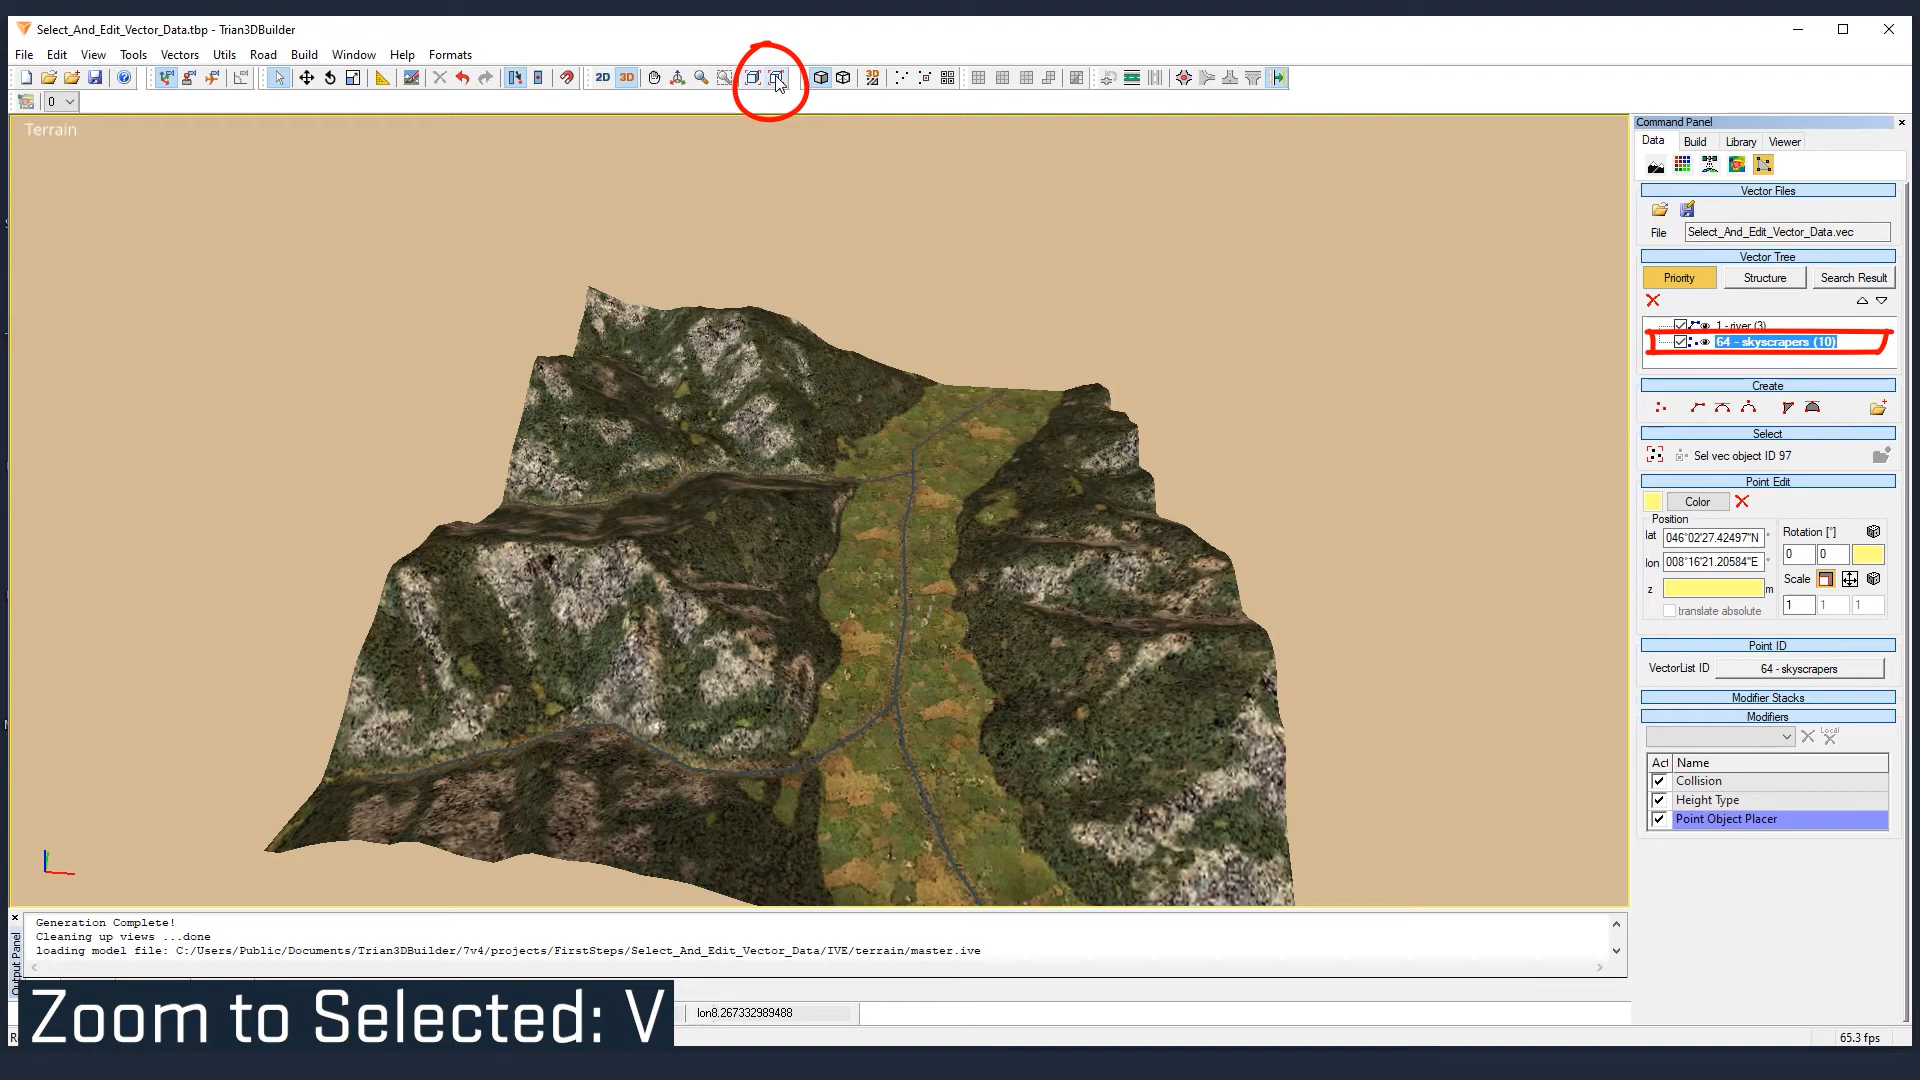 Select_And_Edit_Vector_Data.tbp - Trian3DBuilder
File Edit View Tools Vectors Utils Road Build Window Help Formats
2D 3D 3D
0
Terrain
Command Panel
Data Build Library Viewer
Vector Files
File Select_And_Edit_Vector_Data.vec
Vector Tree
Priority Structure Search Result
1 - river (3)
64 - skyscrapers (10)
Create
Select
Sel vec object ID 97
Point Edit
Color
Position
Rotation [°]
lat 046°02'27.42497"N °
0 0
lon 008°16'21.20584"E °
Scale
z m
translate absolute
1 1 1
Point ID
VectorList ID 64 - skyscrapers
Modifier Stacks
Modifiers
Local
Act Name
Collision
Height Type
Point Object Placer
Generation Complete!
Cleaning up views ...done
loading model file: C:/Users/Public/Documents/Trian3DBuilder/7v4/projects/FirstSteps/Select_And_Edit_Vector_Data/IVE/terrain/master.ive
Output Panel
Zoom to Selected: V
lon8.267332989488
65.3 fps